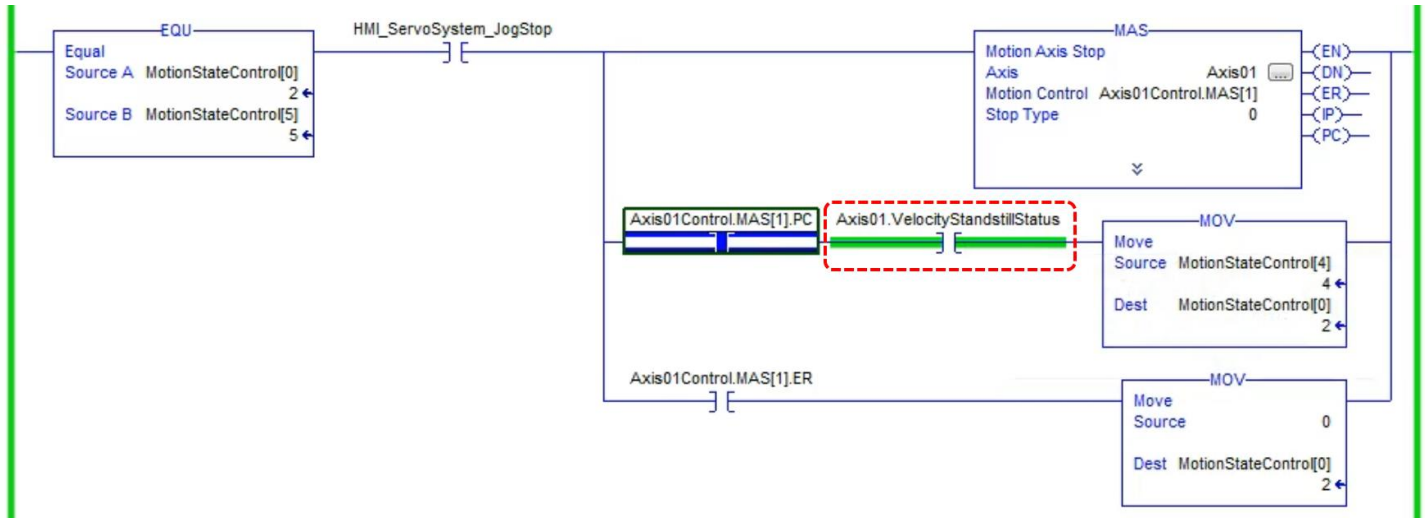 EQU
Equal
Source A MotionStateControl[0]
2
Source B MotionStateControl[5]
5
HMI_ServoSystem_JogStop
MAS
Motion Axis Stop
Axis Axis01 ...
Motion Control Axis01Control.MAS[1]
Stop Type 0
EN
DN
ER
IP
PC
Axis01Control.MAS[1].PC
Axis01.VelocityStandstillStatus
MOV
Move
Source MotionStateControl[4]
4
Dest MotionStateControl[0]
2
Axis01Control.MAS[1].ER
MOV
Move
Source 0
Dest MotionStateControl[0]
2